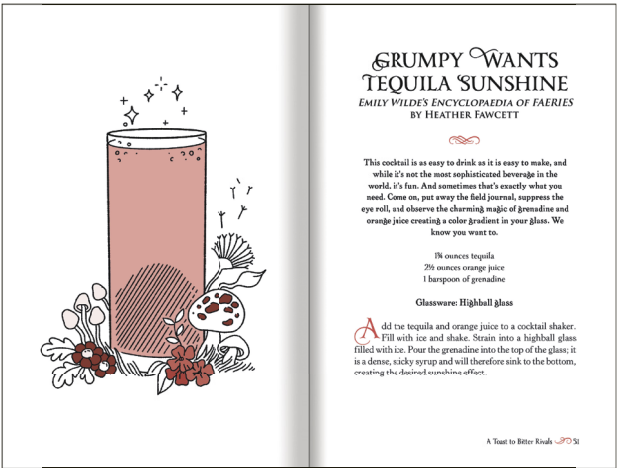 GRUMPY WANTS
TEQUILA SUNSHINE
EMILY WILDE'S ENCYCLOPAEDIA OF FAERIES
BY HEATHER FAWCETT
This cocktail is as easy to drink as it is easy to make, and
while it's not the most sophisticated beverage in the
world, it's fun. And sometimes that's exactly what you
need. Come on, put away the field journal, suppress the
eye roll, and observe the charming magic of grenadine and
orange juice creating a color gradient in your glass. We
know you want to.
1¾ ounces tequila
2½ ounces orange juice
1 barspoon of grenadine
Glassware: Highball glass
Add the tequila and orange juice to a cocktail shaker.
Fill with ice and shake. Strain into a highball glass
filled with ice. Pour the grenadine into the top of the glass; it
is a dense, sticky syrup and will therefore sink to the bottom,
creating the desired sunshine effect.
A Toast to Bitter Rivals 51